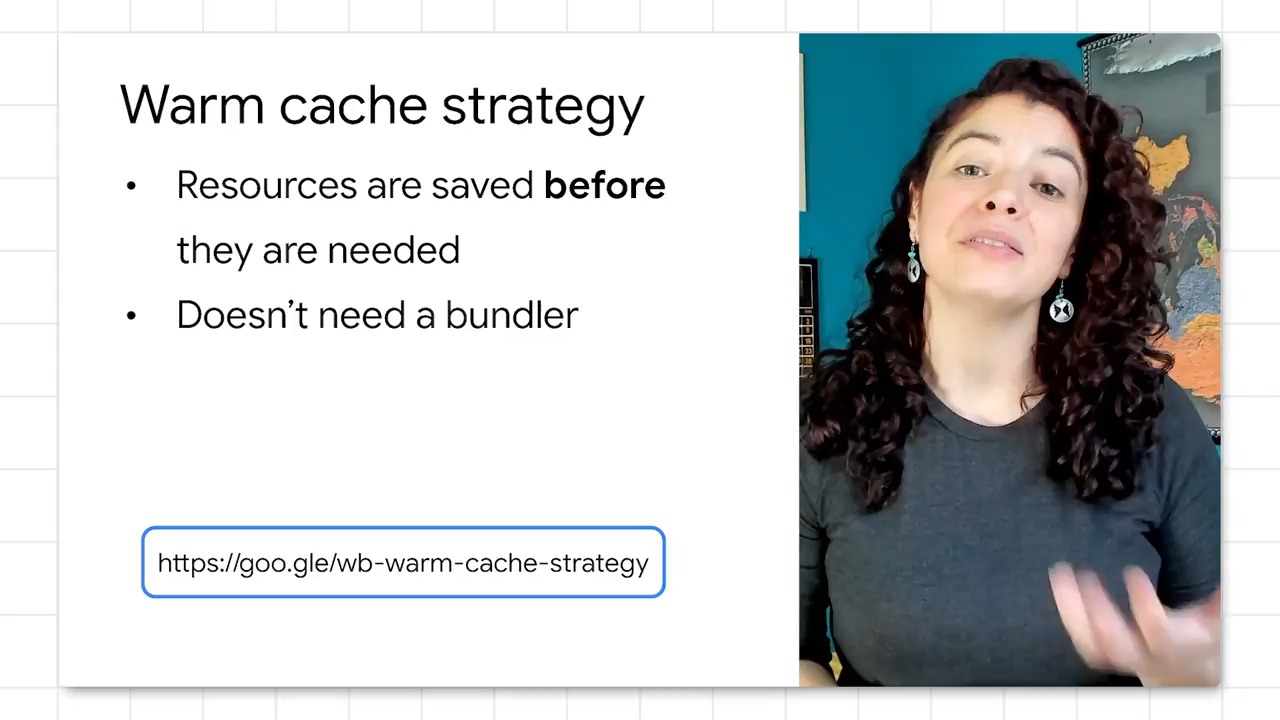 Warm cache strategy
• Resources are saved before
they are needed
• Doesn’t need a bundler
https://goo.gle/wb-warm-cache-strategy